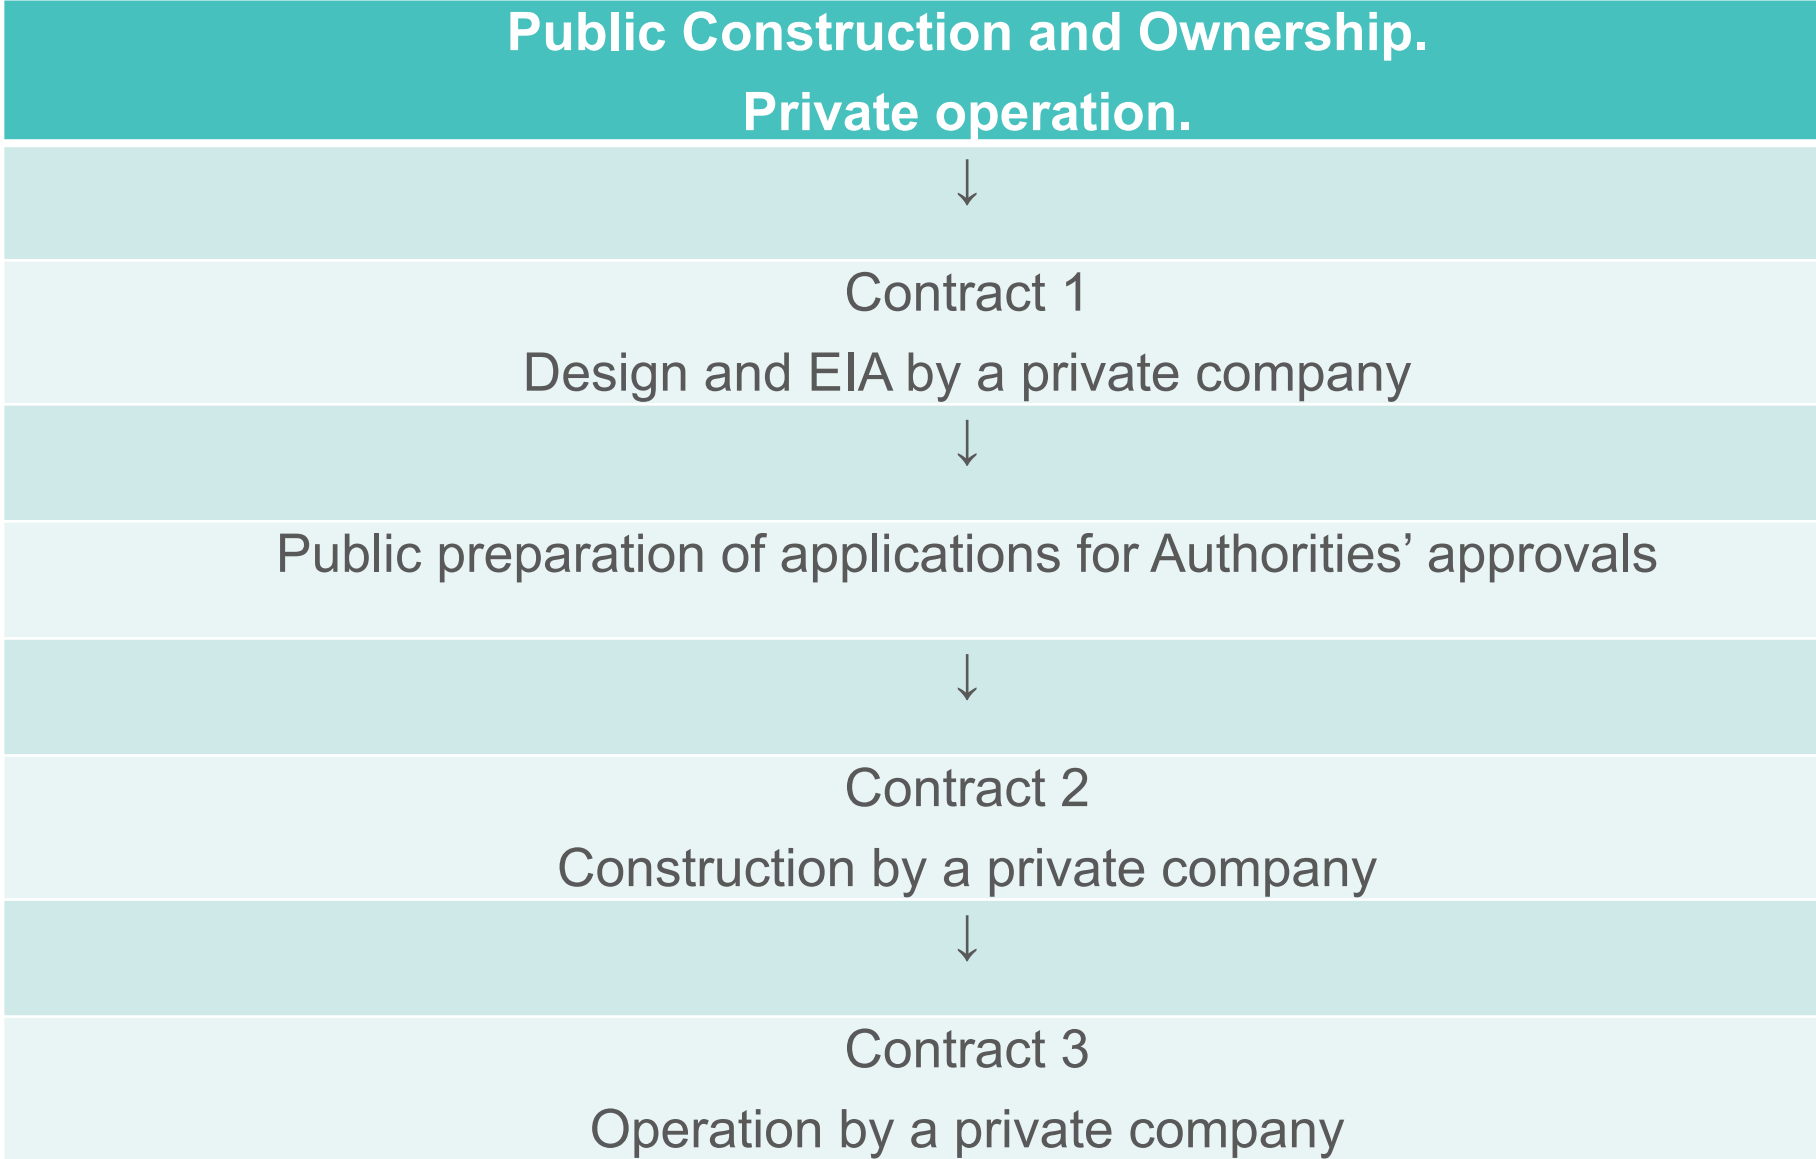 Public Construction and Ownership.
Private operation.
↓
Contract 1
Design and EIA by a private company
↓
Public preparation of applications for Authorities’ approvals
↓
Contract 2
Construction by a private company
↓
Contract 3
Operation by a private company